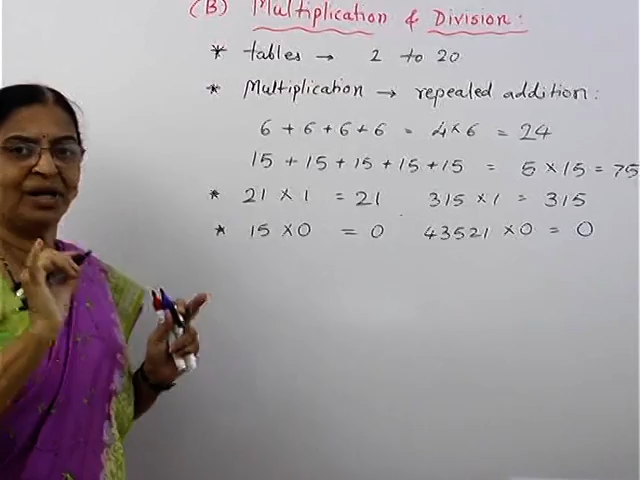 (B) Multiplication & Division:
* tables → 2 to 20
* Multiplication → repealed addition:
6 + 6 + 6 + 6 = 4 × 6 = 24
15 + 15 + 15 + 15 + 15 = 5 × 15 = 75
* 21 × 1 = 21 315 × 1 = 315
* 15 × 0 = 0 43521 × 0 = 0